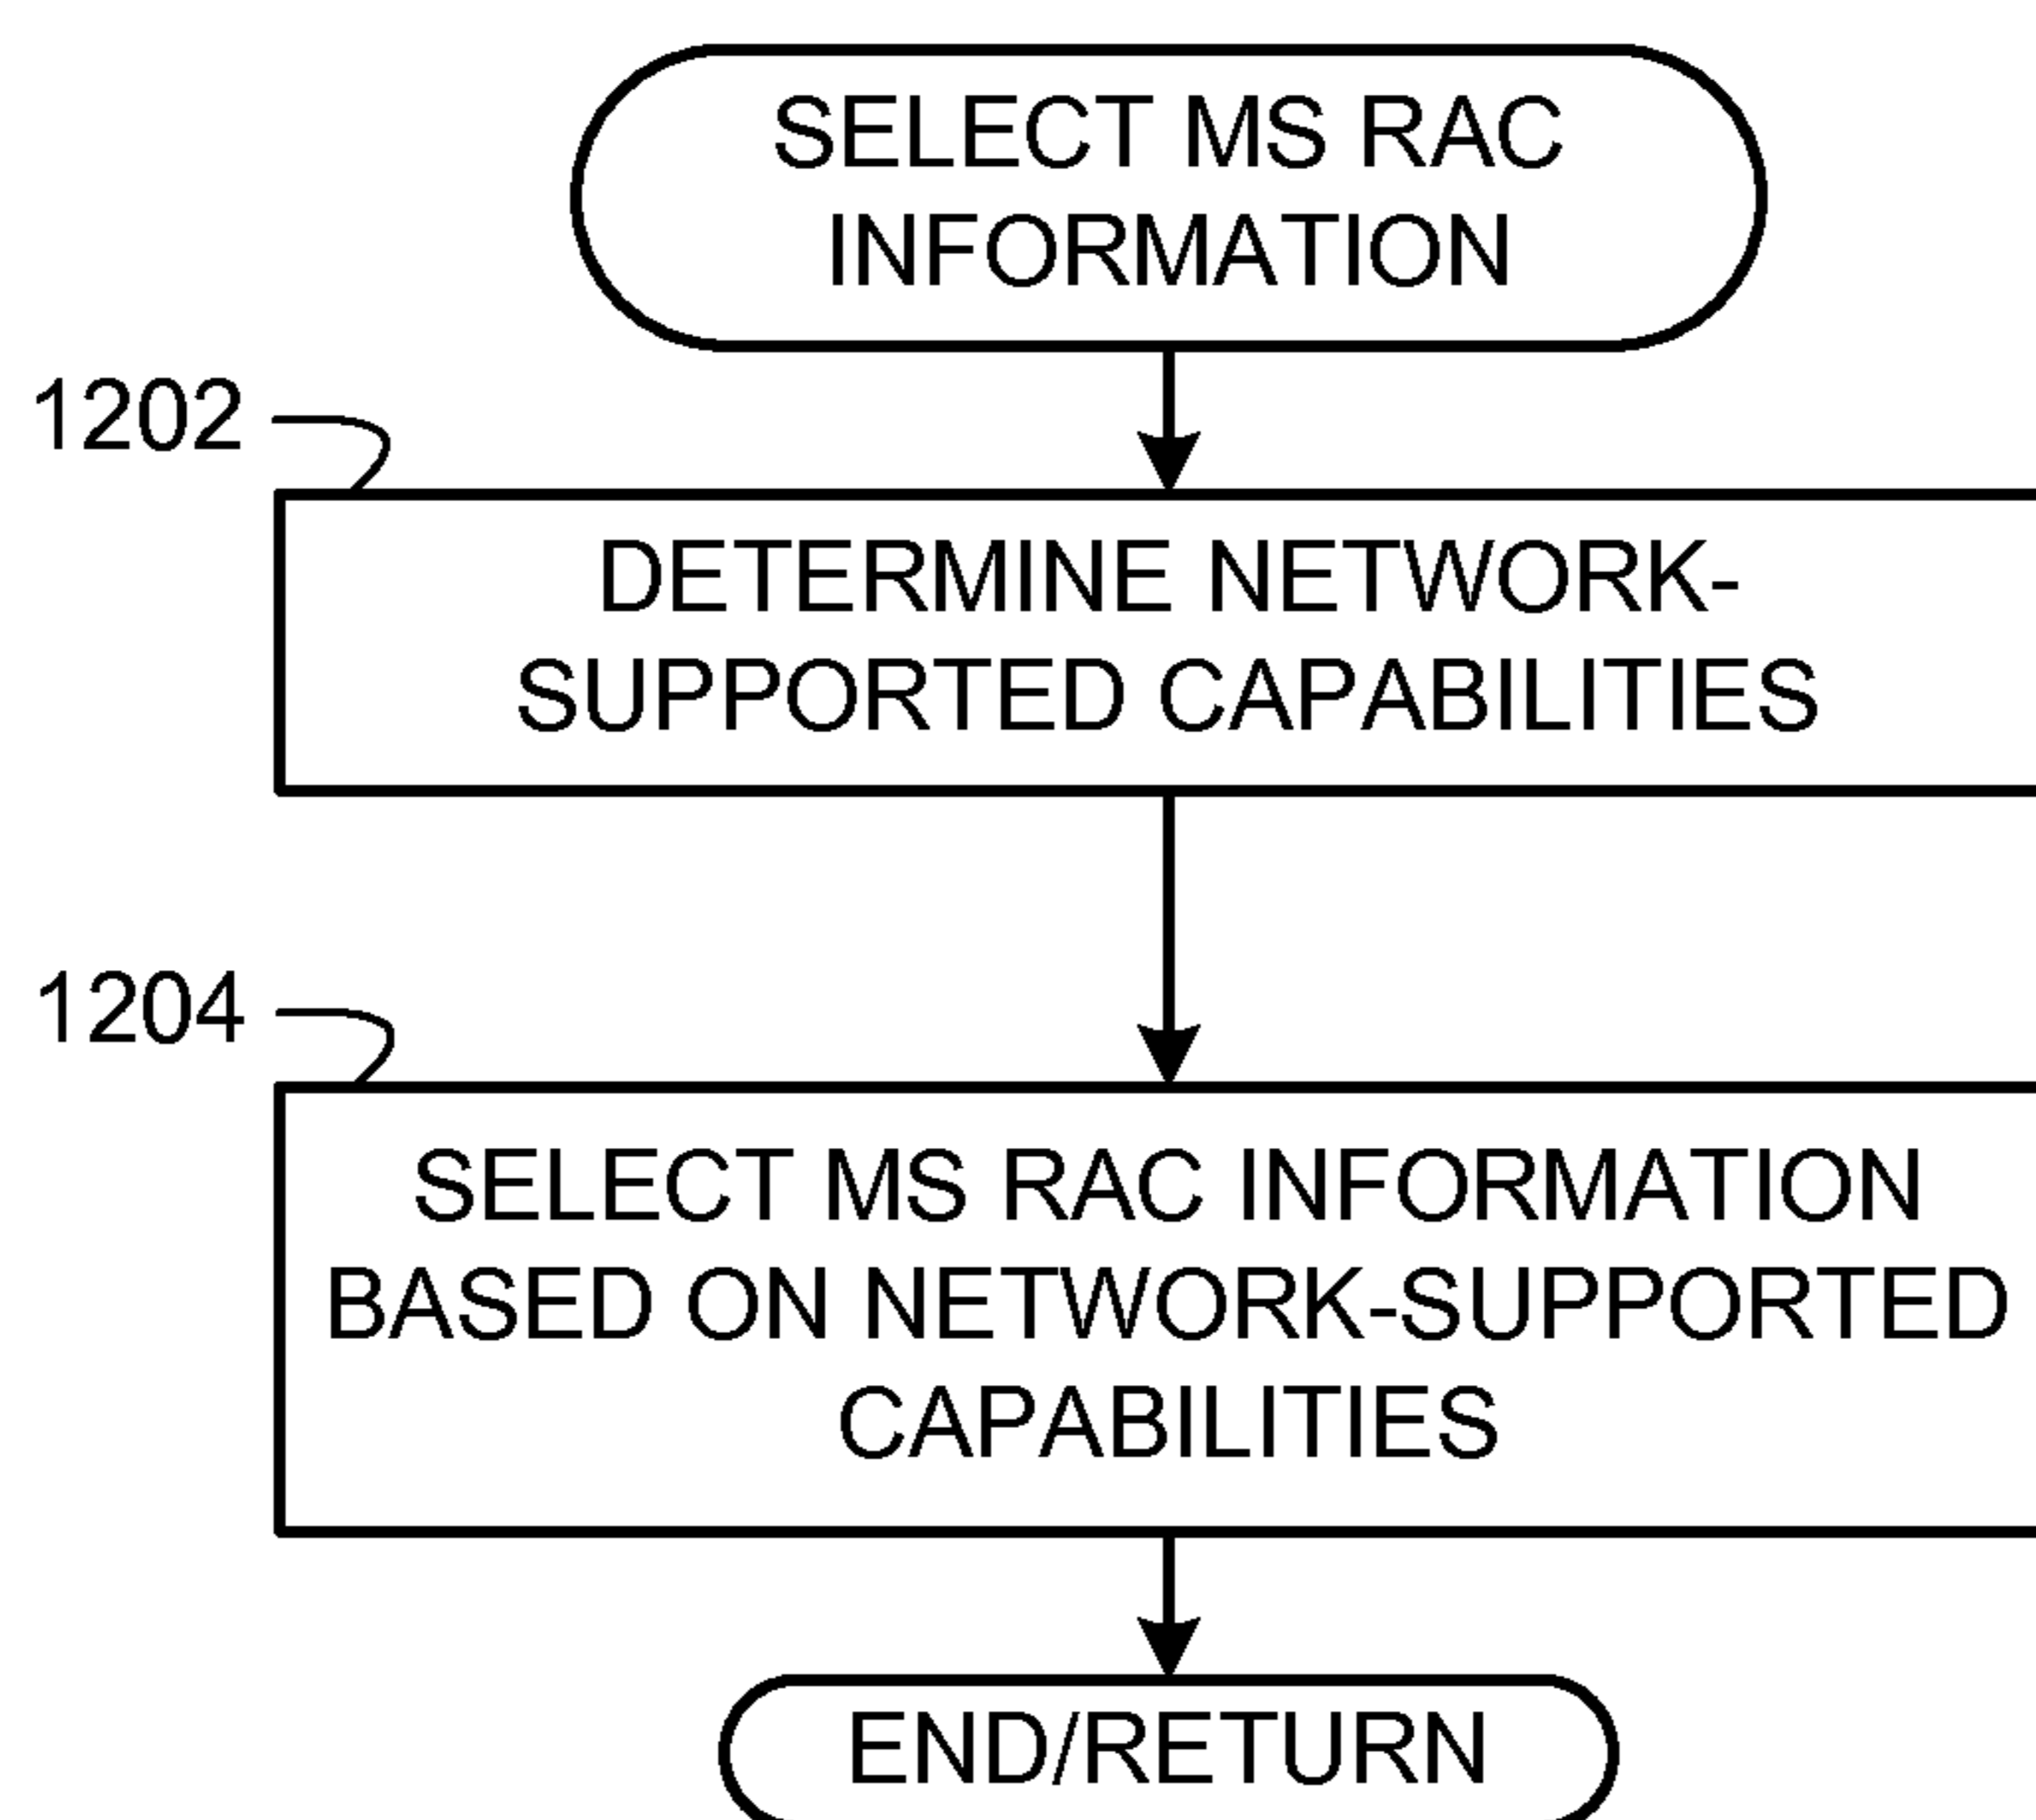 SELECT MS RAC
INFORMATION
1202
DETERMINE NETWORK-
SUPPORTED CAPABILITIES
1204
SELECT MS RAC INFORMATION
BASED ON NETWORK-SUPPORTED
CAPABILITIES
END/RETURN